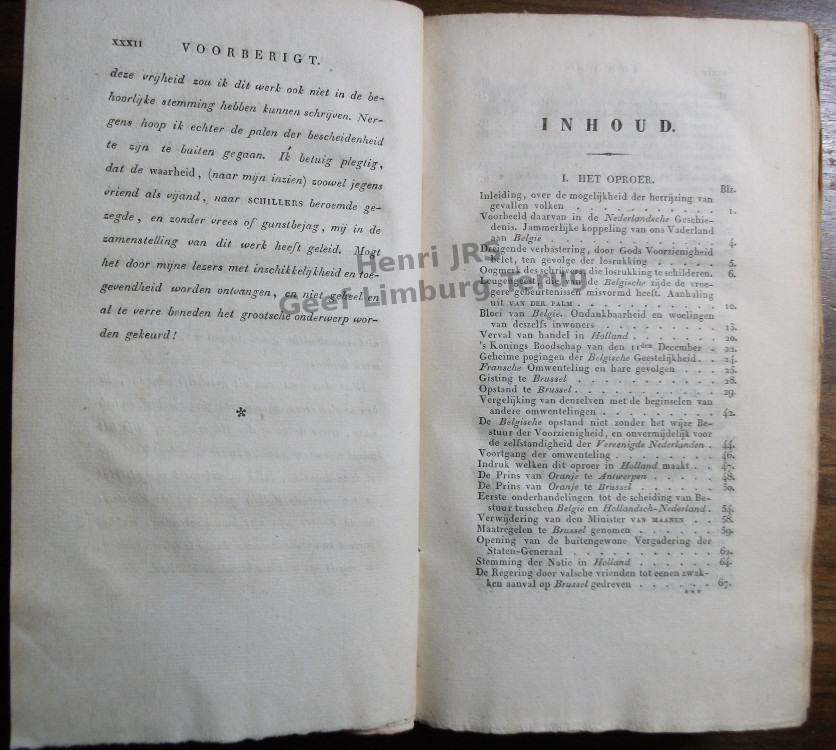 XXXII VOORBERIGT.
deze vrijheid zou ik dit werk ook niet in de be-
hoorlijke stemming hebben kunnen schrijven. Ner-
gens hoop ik echter de palen der bescheidenheid
te zijn te buiten gegaan. Ik betuig plegtig,
dat de waarheid, (naar mijn inzien) zoowel jegens
vriend als vijand, naar SCHILLERS beroemde ge-
zegde, en zonder vrees of gunstbejag, mij in de
zamenstelling van dit werk heeft geleid. Mogt
het door mijne lezers met inschikkelijkheid en toe-
gevendheid worden ontvangen, en niet geheel en
al te verre beneden het grootsche onderwerp wor-
den gekeurd!
*
INHOUD.
I. HET OPROER.
Blz.
Inleiding, over de mogelijkheid der herrijzing van
gevallen volken . . . . . . . . 1.
Voorbeeld daarvan in de Nederlandsche Geschie-
denis. Jammerlijke koppeling van ons Vaderland
aan België . . . . . . . . . 4.
Dreigende verbastering, door Gods Voorzienigheid
belet, ten gevolge der losrukking . . . . 5.
Oogmerk des schrijvers die losrukking te schilderen. 6.
Leugengeest, die van de Belgische zijde de vroe-
gere gebeurtenissen misvormd heeft. Aanhaling
uit VAN DER PALM . . . . . . . . 10.
Bloei van België. Ondankbaarheid en woelingen
van deszelfs inwoners . . . . . . . 13.
Verval van handel in Holland . . . . . 20.
's Konings Boodschap van den 11den December . 22.
Geheime pogingen der Belgische Geestelijkheid . . 24.
Fransche Omwenteling en hare gevolgen . . . 25.
Gisting te Brussel . . . . . . . . 28.
Opstand te Brussel . . . . . . . . 29.
Vergelijking van denzelven met de beginselen van
andere omwentelingen . . . . . . . 42.
De Belgische opstand niet zonder het wijze Be-
stuur der Voorzienigheid, en onvermijdelijk voor
de zelfstandigheid der Vereenigde Nederlanden . 44.
Voortgang der omwenteling . . . . . . 46.
Indruk welken dit oproer in Holland maakt . . 47.
De Prins van Oranje te Antwerpen . . . . 48.
De Prins van Oranje te Brussel . . . . . 50.
Eerste onderhandelingen tot de scheiding van Be-
stuur tusschen België en Hollandsch-Nederland . 54.
Verwijdering van den Minister VAN MAANEN . . 58.
Maatregelen te Brussel genomen . . . . . 59.
Opening van de buitengewone Vergadering der
Staten-Generaal . . . . . . . . 62.
Stemming der Natie in Holland . . . . . 64.
De Regering door valsche vrienden tot eenen zwak-
ken aanval op Brussel gedreven . . . . . 67.
***
Henri JRS
Geef Limburg Terug